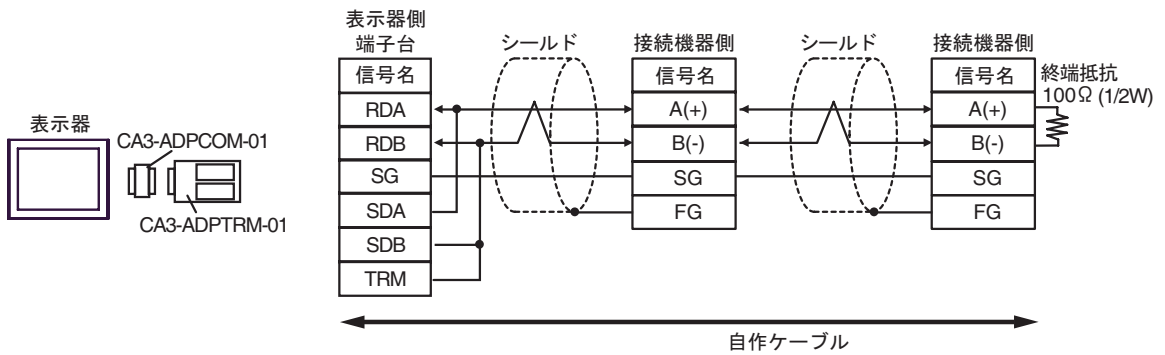 表示器
CA3-ADPCOM-01
CA3-ADPTRM-01
表示器側
端子台
信号名
RDA
RDB
SG
SDA
SDB
TRM
シールド
接続機器側
信号名
A(+)
B(-)
SG
FG
シールド
接続機器側
信号名
A(+)
B(-)
SG
FG
終端抵抗
100Ω (1/2W)
自作ケーブル